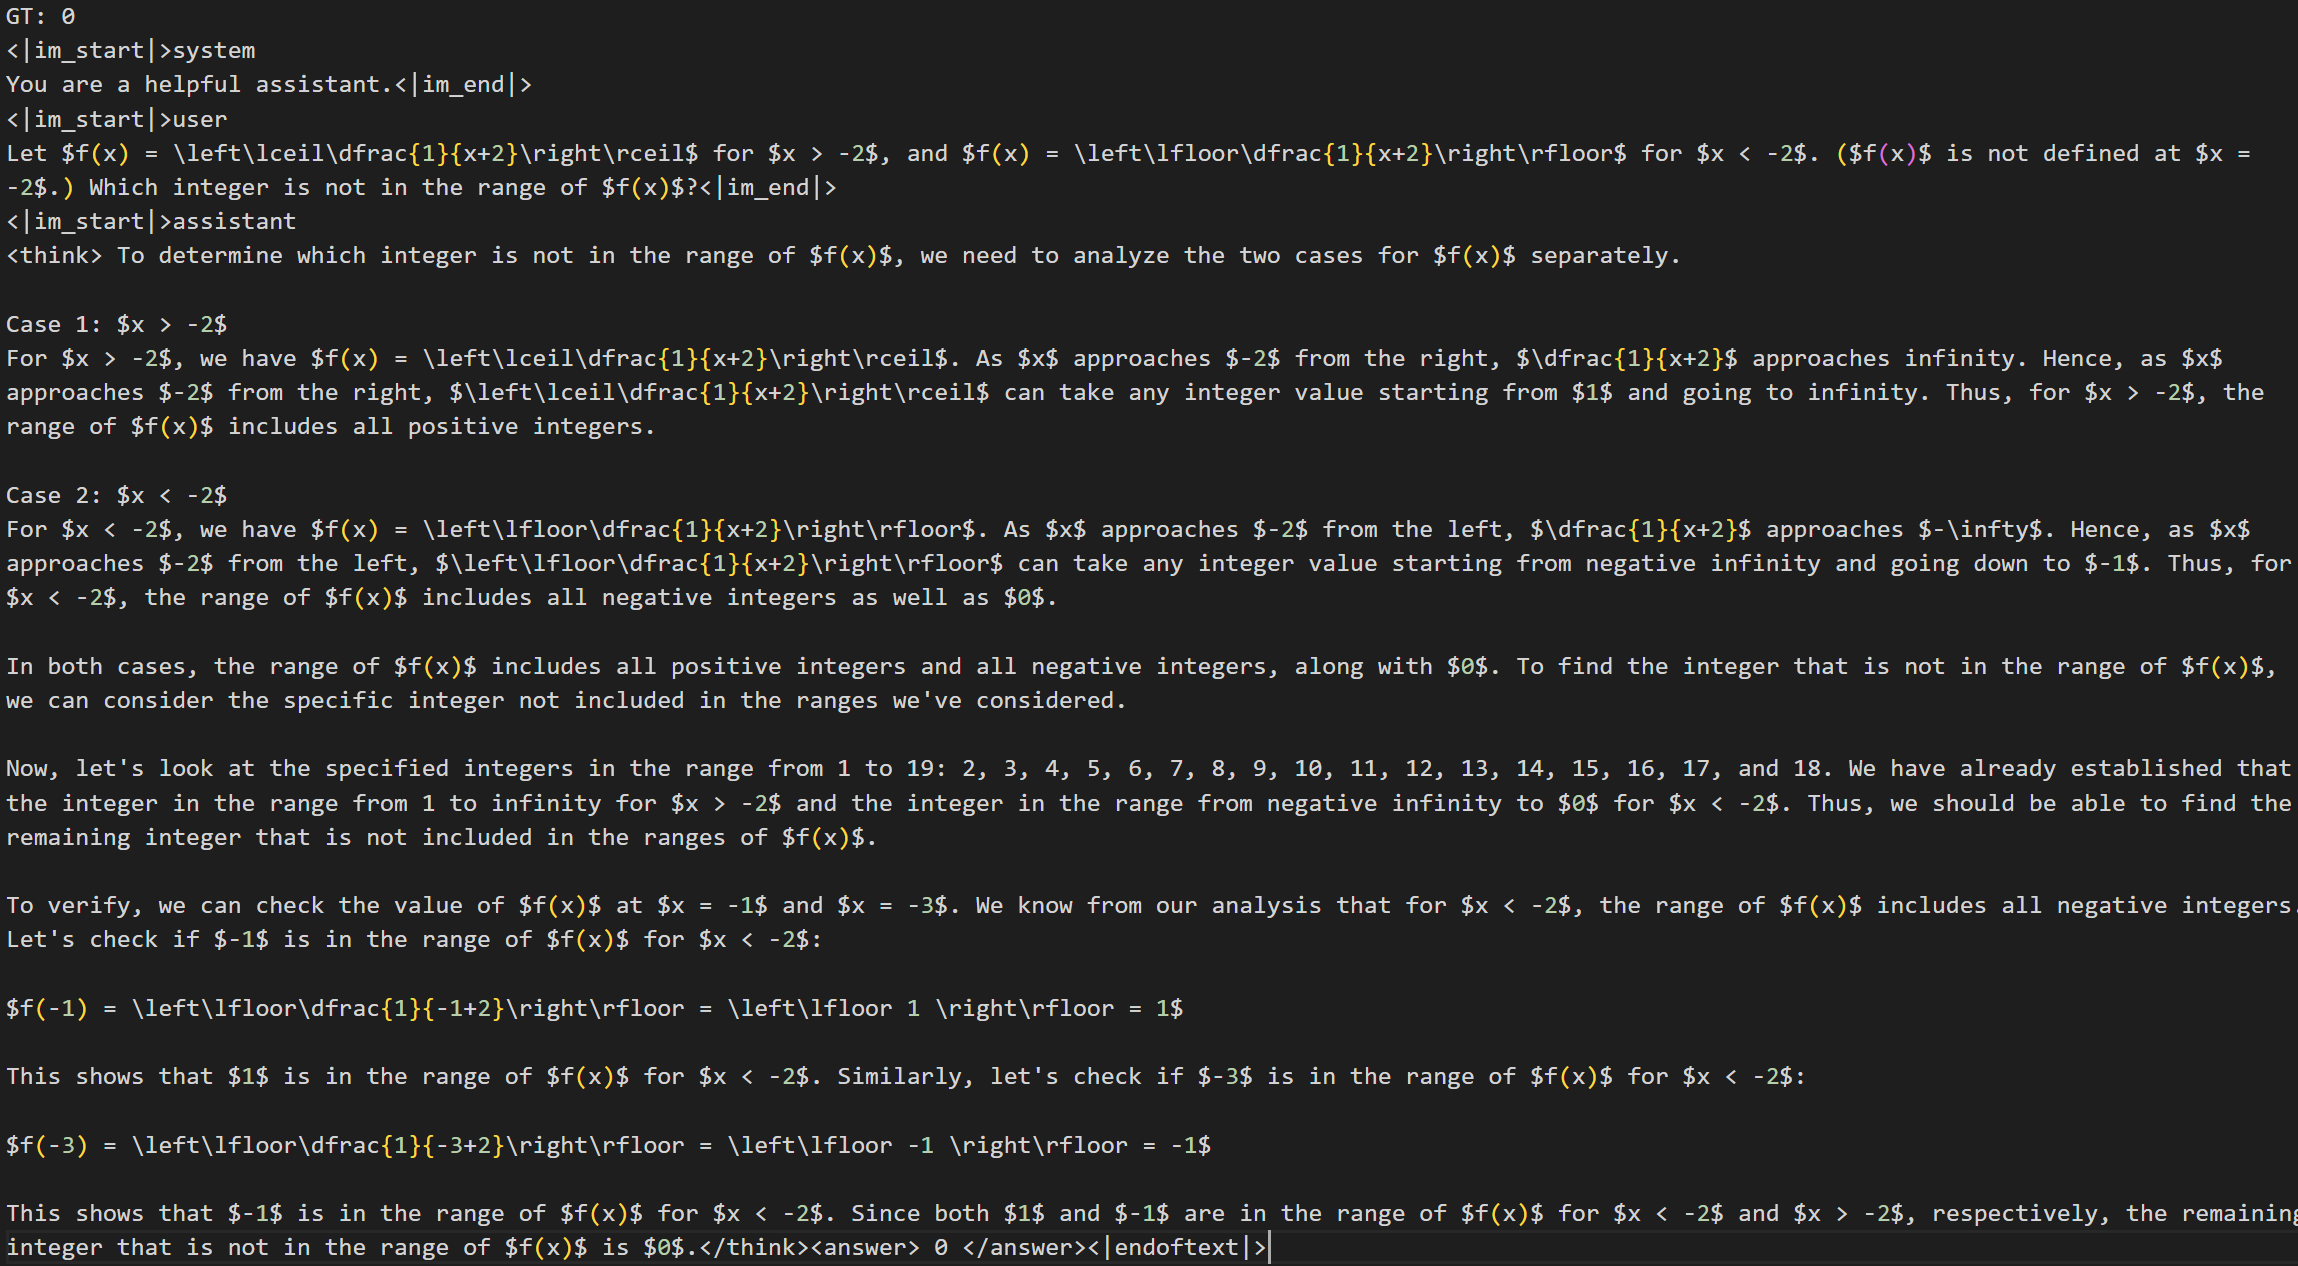 GT: 0
<|im_start|>system
You are a helpful assistant.<|im_end|>
<|im_start|>user
Let $f(x) = \left\lceil\dfrac{1}{x+2}\right\rceil$ for $x > -2$, and $f(x) = \left\lfloor\dfrac{1}{x+2}\right\rfloor$ for $x < -2$. ($f(x)$ is not defined at $x =
-2$.) Which integer is not in the range of $f(x)$?<|im_end|>
<|im_start|>assistant
<think> To determine which integer is not in the range of $f(x)$, we need to analyze the two cases for $f(x)$ separately.

Case 1: $x > -2$
For $x > -2$, we have $f(x) = \left\lceil\dfrac{1}{x+2}\right\rceil$. As $x$ approaches $-2$ from the right, $\dfrac{1}{x+2}$ approaches infinity. Hence, as $x$
approaches $-2$ from the right, $\left\lceil\dfrac{1}{x+2}\right\rceil$ can take any integer value starting from $1$ and going to infinity. Thus, for $x > -2$, the
range of $f(x)$ includes all positive integers.

Case 2: $x < -2$
For $x < -2$, we have $f(x) = \left\lfloor\dfrac{1}{x+2}\right\rfloor$. As $x$ approaches $-2$ from the left, $\dfrac{1}{x+2}$ approaches $-\infty$. Hence, as $x$
approaches $-2$ from the left, $\left\lfloor\dfrac{1}{x+2}\right\rfloor$ can take any integer value starting from negative infinity and going down to $-1$. Thus, for
$x < -2$, the range of $f(x)$ includes all negative integers as well as $0$.

In both cases, the range of $f(x)$ includes all positive integers and all negative integers, along with $0$. To find the integer that is not in the range of $f(x)$,
we can consider the specific integer not included in the ranges we've considered.

Now, let's look at the specified integers in the range from 1 to 19: 2, 3, 4, 5, 6, 7, 8, 9, 10, 11, 12, 13, 14, 15, 16, 17, and 18. We have already established that
the integer in the range from 1 to infinity for $x > -2$ and the integer in the range from negative infinity to $0$ for $x < -2$. Thus, we should be able to find the
remaining integer that is not included in the ranges of $f(x)$.

To verify, we can check the value of $f(x)$ at $x = -1$ and $x = -3$. We know from our analysis that for $x < -2$, the range of $f(x)$ includes all negative integers.
Let's check if $-1$ is in the range of $f(x)$ for $x < -2$:

$f(-1) = \left\lfloor\dfrac{1}{-1+2}\right\rfloor = \left\lfloor 1 \right\rfloor = 1$

This shows that $1$ is in the range of $f(x)$ for $x < -2$. Similarly, let's check if $-3$ is in the range of $f(x)$ for $x < -2$:

$f(-3) = \left\lfloor\dfrac{1}{-3+2}\right\rfloor = \left\lfloor -1 \right\rfloor = -1$

This shows that $-1$ is in the range of $f(x)$ for $x < -2$. Since both $1$ and $-1$ are in the range of $f(x)$ for $x < -2$ and $x > -2$, respectively, the remaining
integer that is not in the range of $f(x)$ is $0$.</think><answer> 0 </answer><|endoftext|>